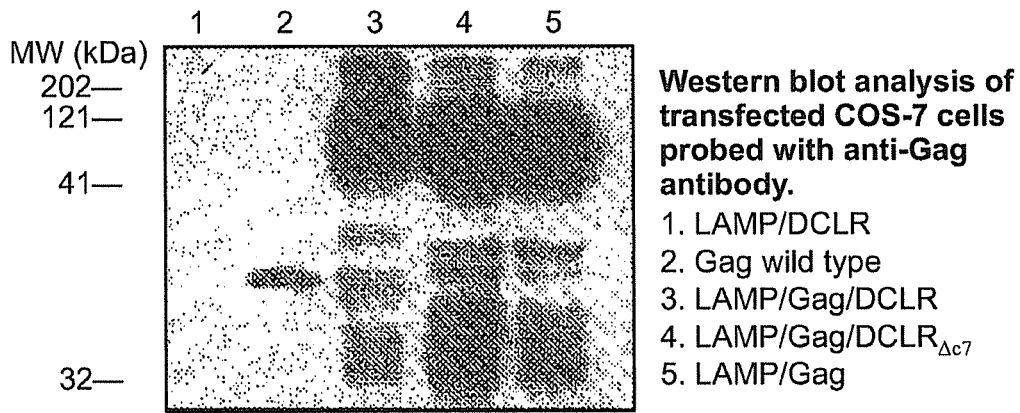 1 2 3 4 5
MW (kDa)
202—
121—
41—
32—
Western blot analysis of
transfected COS-7 cells
probed with anti-Gag
antibody.
1. LAMP/DCLR
2. Gag wild type
3. LAMP/Gag/DCLR
4. LAMP/Gag/DCLRΔc7
5. LAMP/Gag